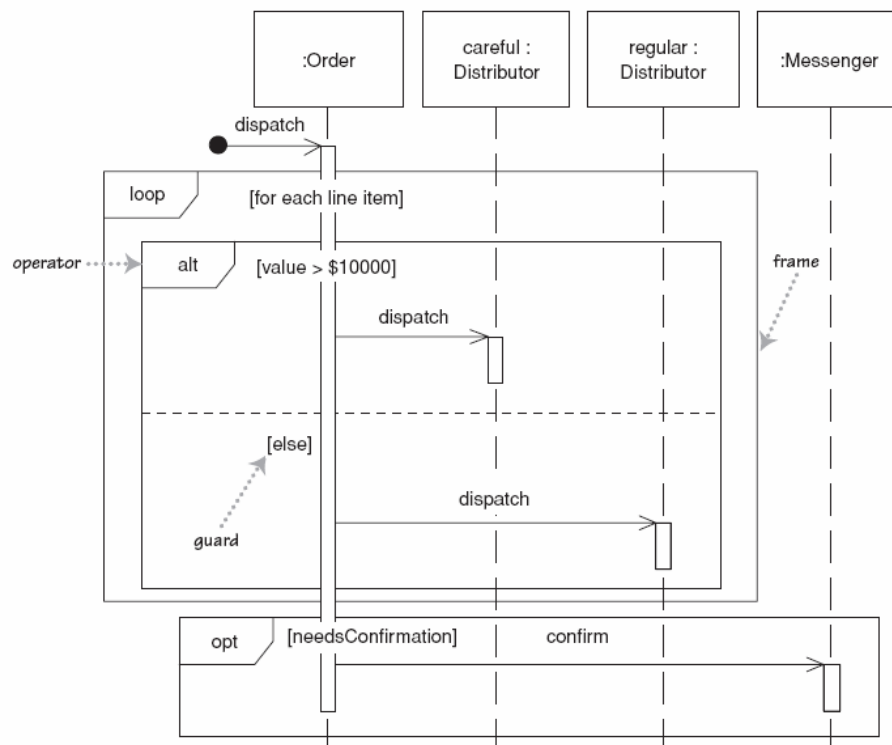 :Order
careful :
Distributor
regular :
Distributor
:Messenger
dispatch
loop
[for each line item]
operator
alt
[value > $10000]
frame
dispatch
[else]
dispatch
guard
opt
[needsConfirmation]
confirm